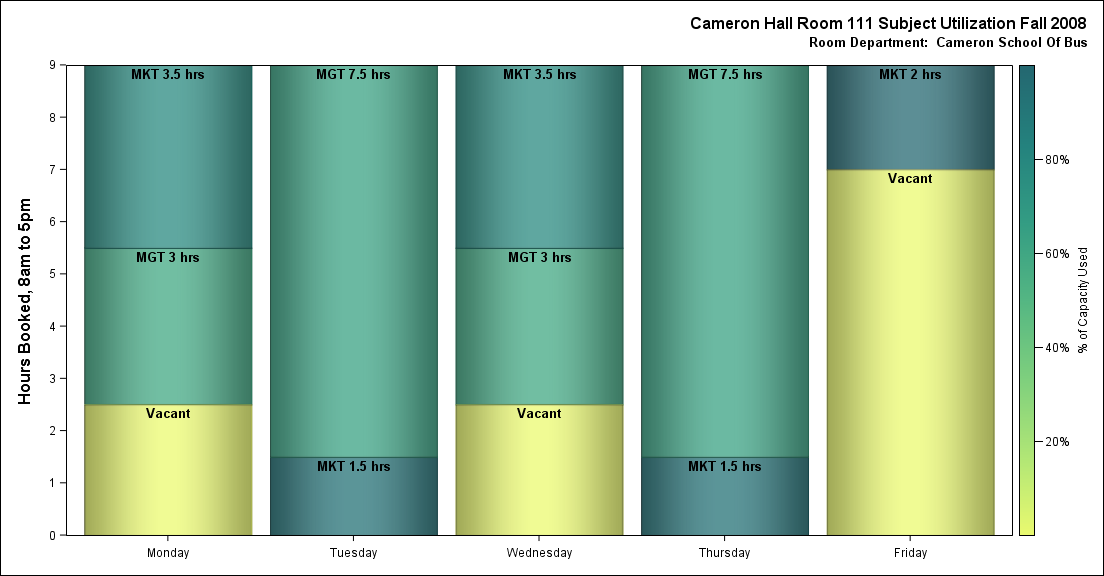 Cameron Hall Room 111 Subject Utilization Fall 2008
Room Department:  Cameron School Of Bus
Hours Booked, 8am to 5pm
9
8
7
6
5
4
3
2
1
0
MKT 3.5 hrs
MGT 3 hrs
Vacant
MGT 7.5 hrs
MKT 1.5 hrs
MKT 3.5 hrs
MGT 3 hrs
Vacant
MGT 7.5 hrs
MKT 1.5 hrs
MKT 2 hrs
Vacant
Monday
Tuesday
Wednesday
Thursday
Friday
80%
60%
40%
20%
% of Capacity Used